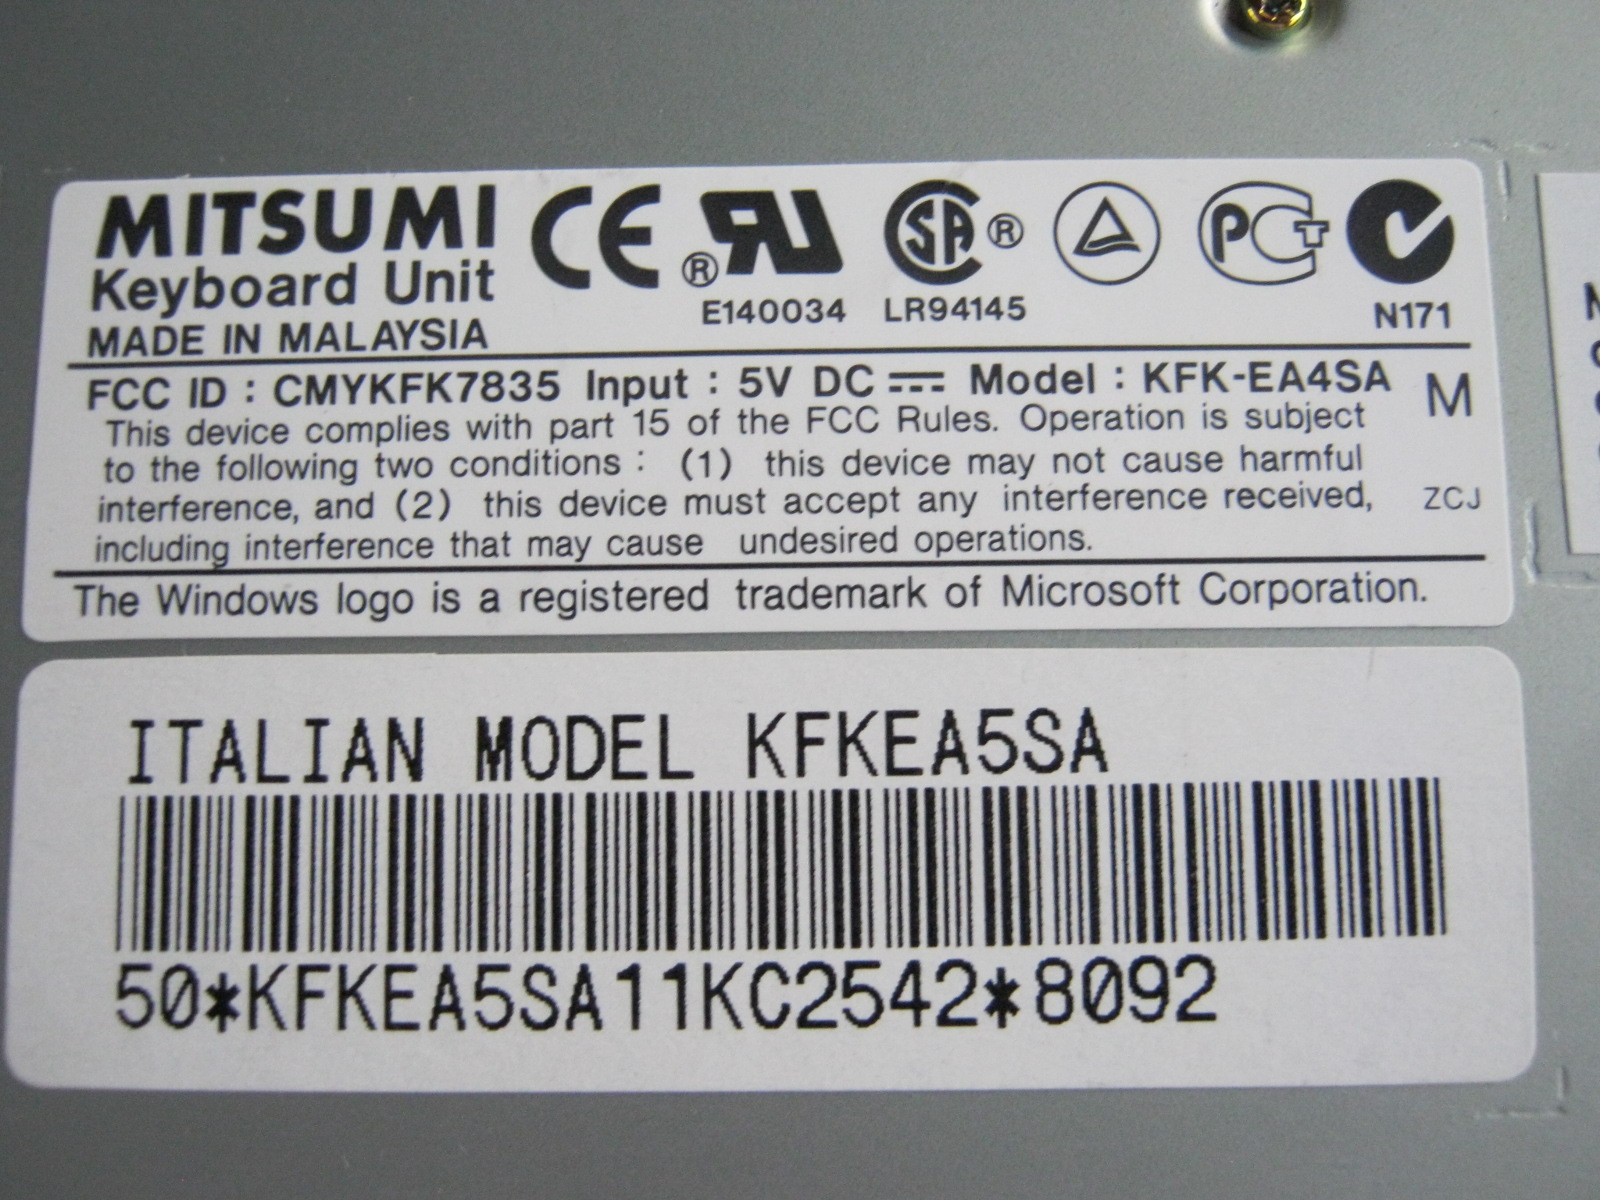 MITSUMI
Keyboard Unit
MADE IN MALAYSIA
CE
®
E140034
SA ®
LR94145
PCT
N171
FCC ID : CMYKFK7835 Input : 5V DC Model : KFK-EA4SA
M
This device complies with part 15 of the FCC Rules. Operation is subject
to the following two conditions : (1) this device may not cause harmful
interference, and (2) this device must accept any interference received,
including interference that may cause undesired operations.
ZCJ
The Windows logo is a registered trademark of Microsoft Corporation.
ITALIAN MODEL KFKEA5SA
50*KFKEA5SA11KC2542*8092